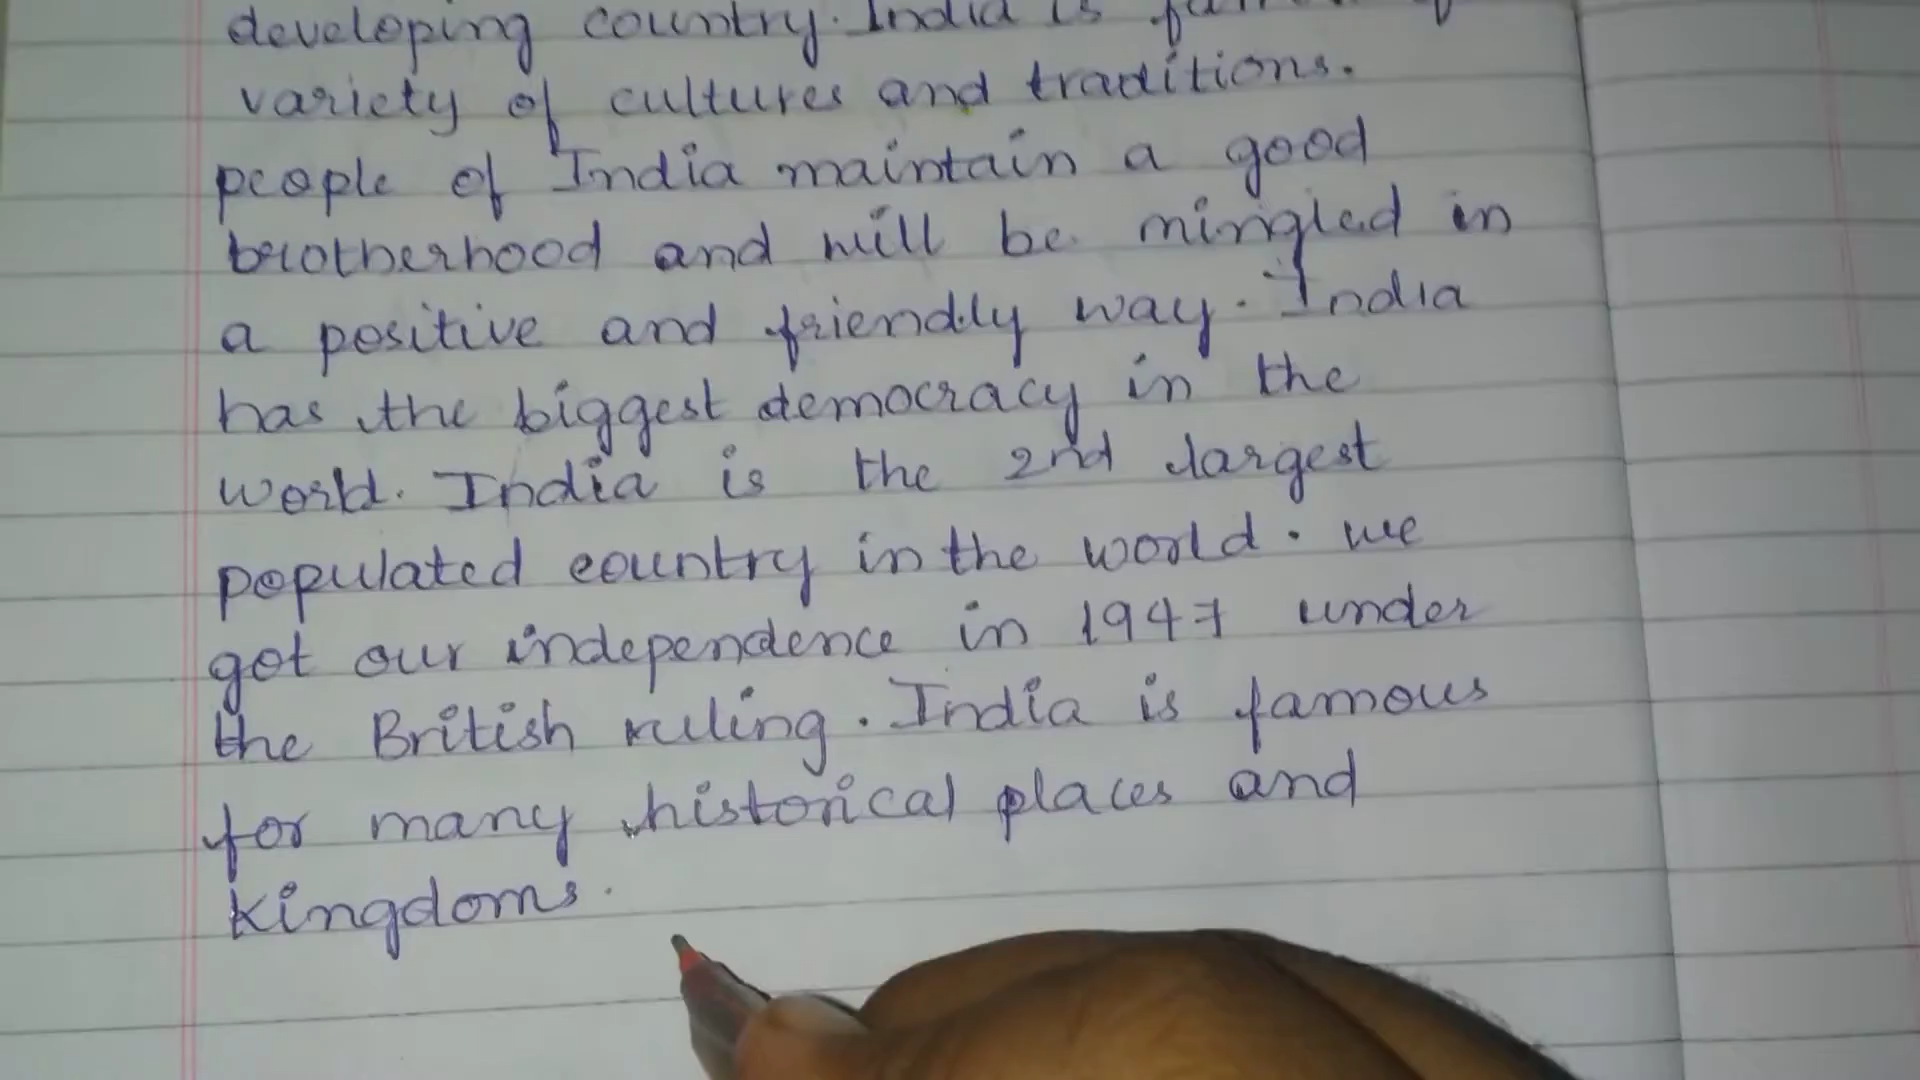 developing country. India is
variety of cultures and traditions.
people of India maintain a good
brotherhood and will be mingled in
a positive and friendly way. India
has the biggest democracy in the
world. India is the 2nd largest
populated country in the world. we
got our independence in 1947 under
the British ruling. India is famous
for many historical places and
kingdoms.